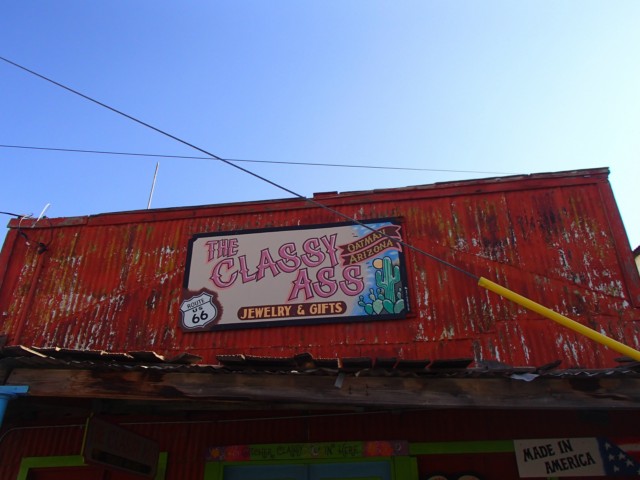 THE
CLASSY
ASS
OATMAN
ARIZONA
ROUTE
US
66
JEWELRY & GIFTS
MADE IN
AMERICA